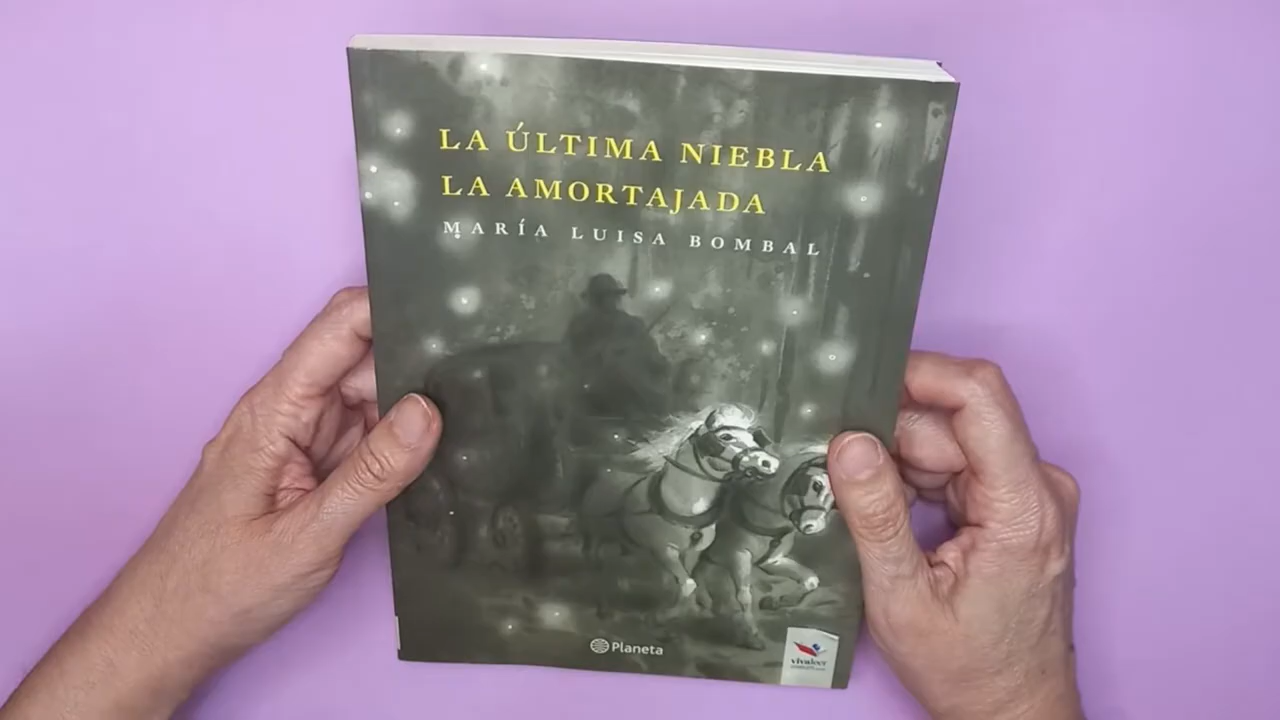 LA ÚLTIMA NIEBLA
LA AMORTAJADA
MARÍA LUISA BOMBAL
Planeta
vivaleer